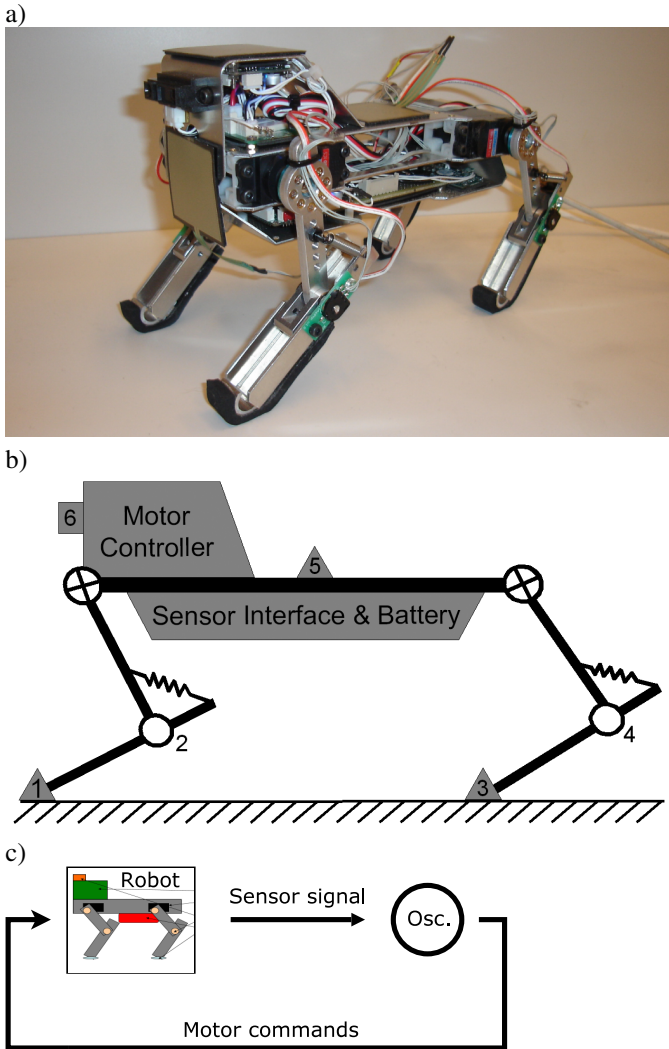 a)
b)
6
Motor
Controller
5
Sensor Interface & Battery
2
4
1
3
c)
Robot
Sensor signal
Osc.
Motor commands